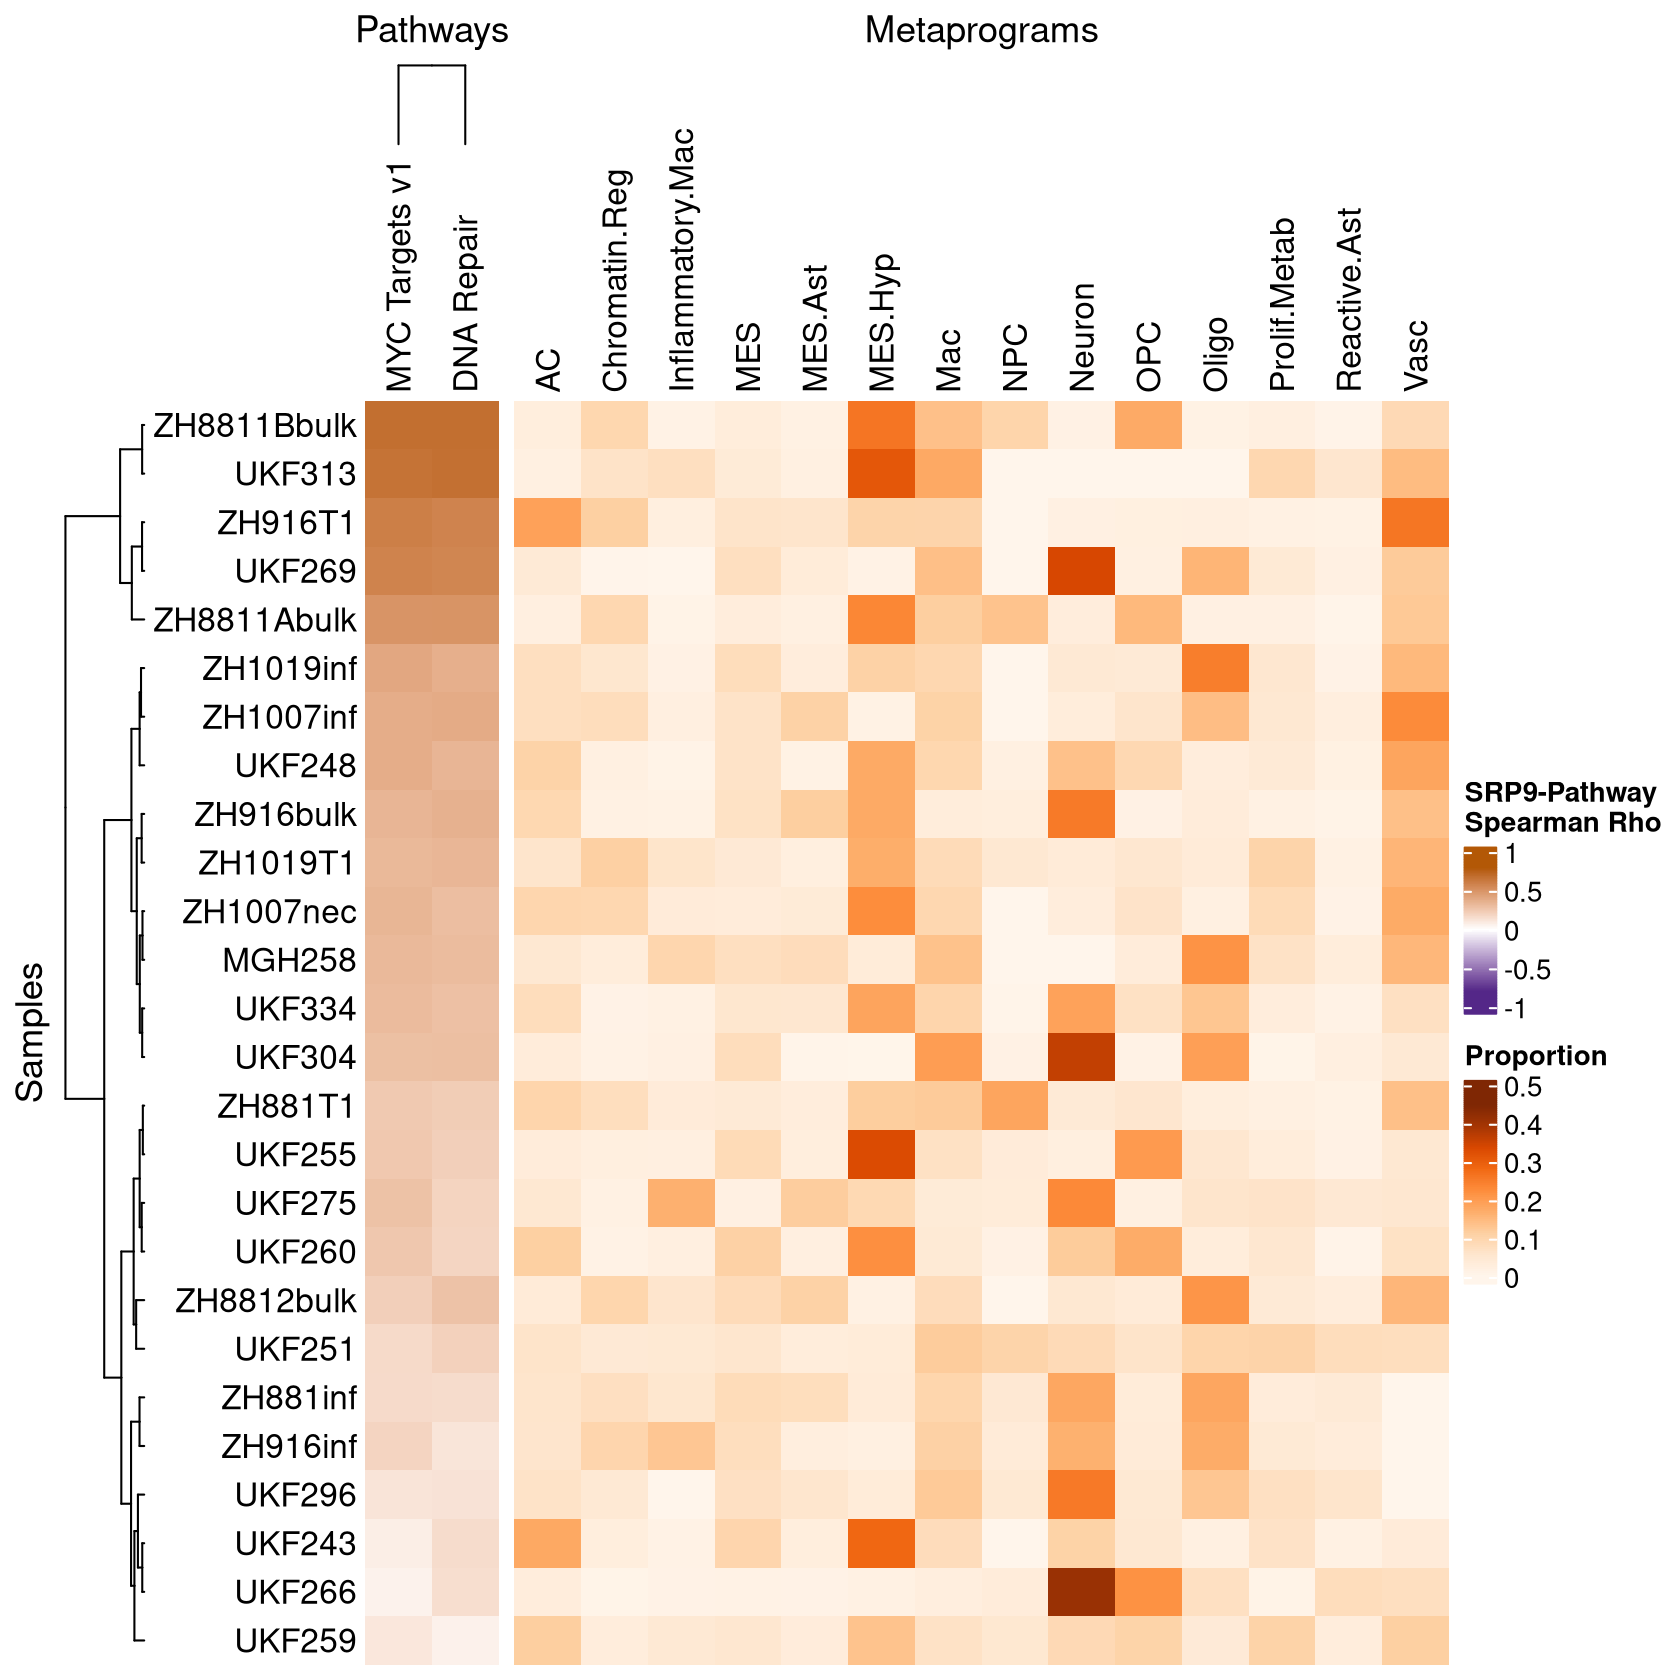 Pathways
Metaprograms
MYC Targets v1
DNA Repair
AC
Chromatin.Reg
Inflammatory.Mac
MES
MES.Ast
MES.Hyp
Mac
NPC
Neuron
OPC
Oligo
Prolif.Metab
Reactive.Ast
Vasc
Samples
ZH8811Bbulk
UKF313
ZH916T1
UKF269
ZH8811Abulk
ZH1019inf
ZH1007inf
UKF248
ZH916bulk
ZH1019T1
ZH1007nec
MGH258
UKF334
UKF304
ZH881T1
UKF255
UKF275
UKF260
ZH8812bulk
UKF251
ZH881inf
ZH916inf
UKF296
UKF243
UKF266
UKF259
SRP9-Pathway
Spearman Rho
1
0.5
0
-0.5
-1
Proportion
0.5
0.4
0.3
0.2
0.1
0